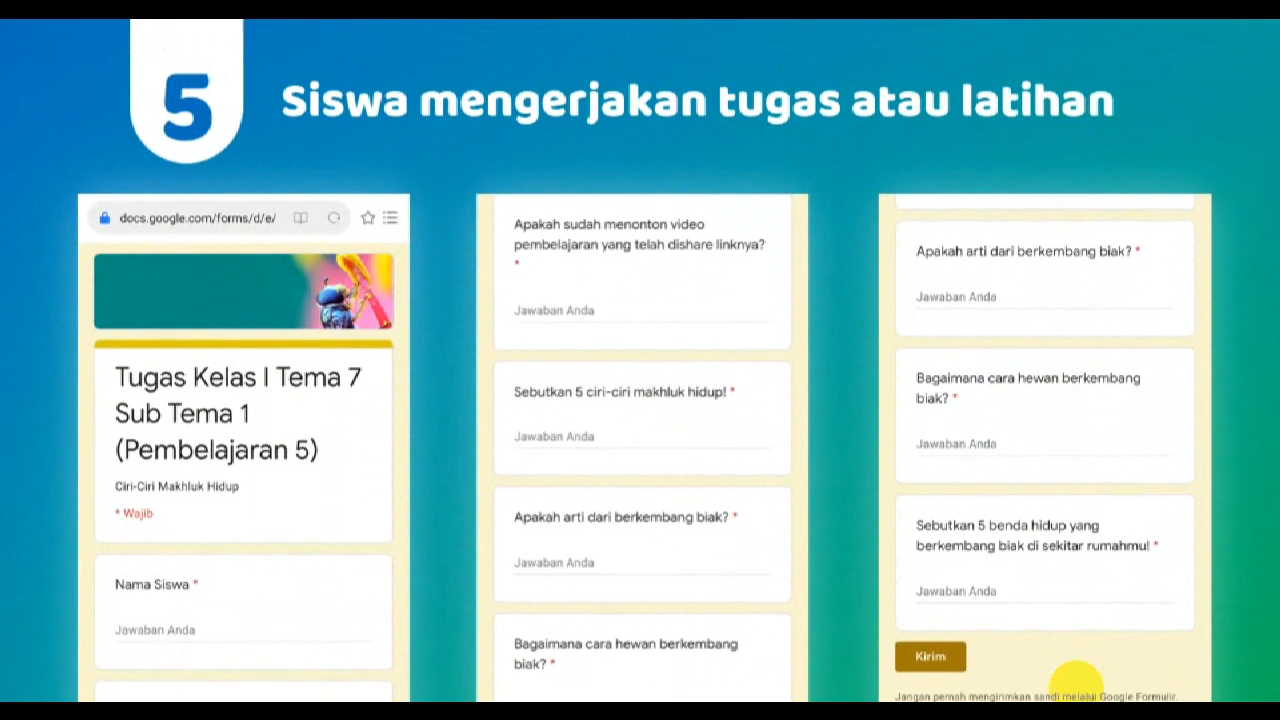 5
Siswa mengerjakan tugas atau latihan
docs.google.com/forms/d/e/
Tugas Kelas I Tema 7
Sub Tema 1
(Pembelajaran 5)
Ciri-Ciri Makhluk Hidup
* Wajib
Nama Siswa *
Jawaban Anda
Apakah sudah menonton video
pembelajaran yang telah dishare linknya?
*
Jawaban Anda
Sebutkan 5 ciri-ciri makhluk hidup! *
Jawaban Anda
Apakah arti dari berkembang biak? *
Jawaban Anda
Bagaimana cara hewan berkembang
biak? *
Apakah arti dari berkembang biak? *
Jawaban Anda
Bagaimana cara hewan berkembang
biak? *
Jawaban Anda
Sebutkan 5 benda hidup yang
berkembang biak di sekitar rumahmu! *
Jawaban Anda
Kirim
Jangan pernah mengirimkan sandi melalui Google Formulir.